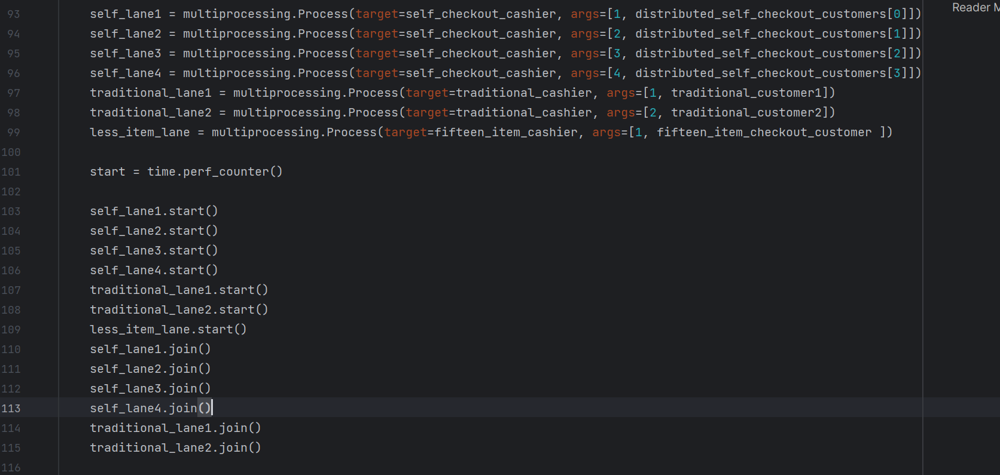 Reader M
93 self_lane1 = multiprocessing.Process(target=self_checkout_cashier, args=[1, distributed_self_checkout_customers[0]])
94 self_lane2 = multiprocessing.Process(target=self_checkout_cashier, args=[2, distributed_self_checkout_customers[1]])
95 self_lane3 = multiprocessing.Process(target=self_checkout_cashier, args=[3, distributed_self_checkout_customers[2]])
96 self_lane4 = multiprocessing.Process(target=self_checkout_cashier, args=[4, distributed_self_checkout_customers[3]])
97 traditional_lane1 = multiprocessing.Process(target=traditional_cashier, args=[1, traditional_customer1])
98 traditional_lane2 = multiprocessing.Process(target=traditional_cashier, args=[2, traditional_customer2])
99 less_item_lane = multiprocessing.Process(target=fifteen_item_cashier, args=[1, fifteen_item_checkout_customer ])
100
101 start = time.perf_counter()
102
103 self_lane1.start()
104 self_lane2.start()
105 self_lane3.start()
106 self_lane4.start()
107 traditional_lane1.start()
108 traditional_lane2.start()
109 less_item_lane.start()
110 self_lane1.join()
111 self_lane2.join()
112 self_lane3.join()
113 self_lane4.join()
114 traditional_lane1.join()
115 traditional_lane2.join()
116